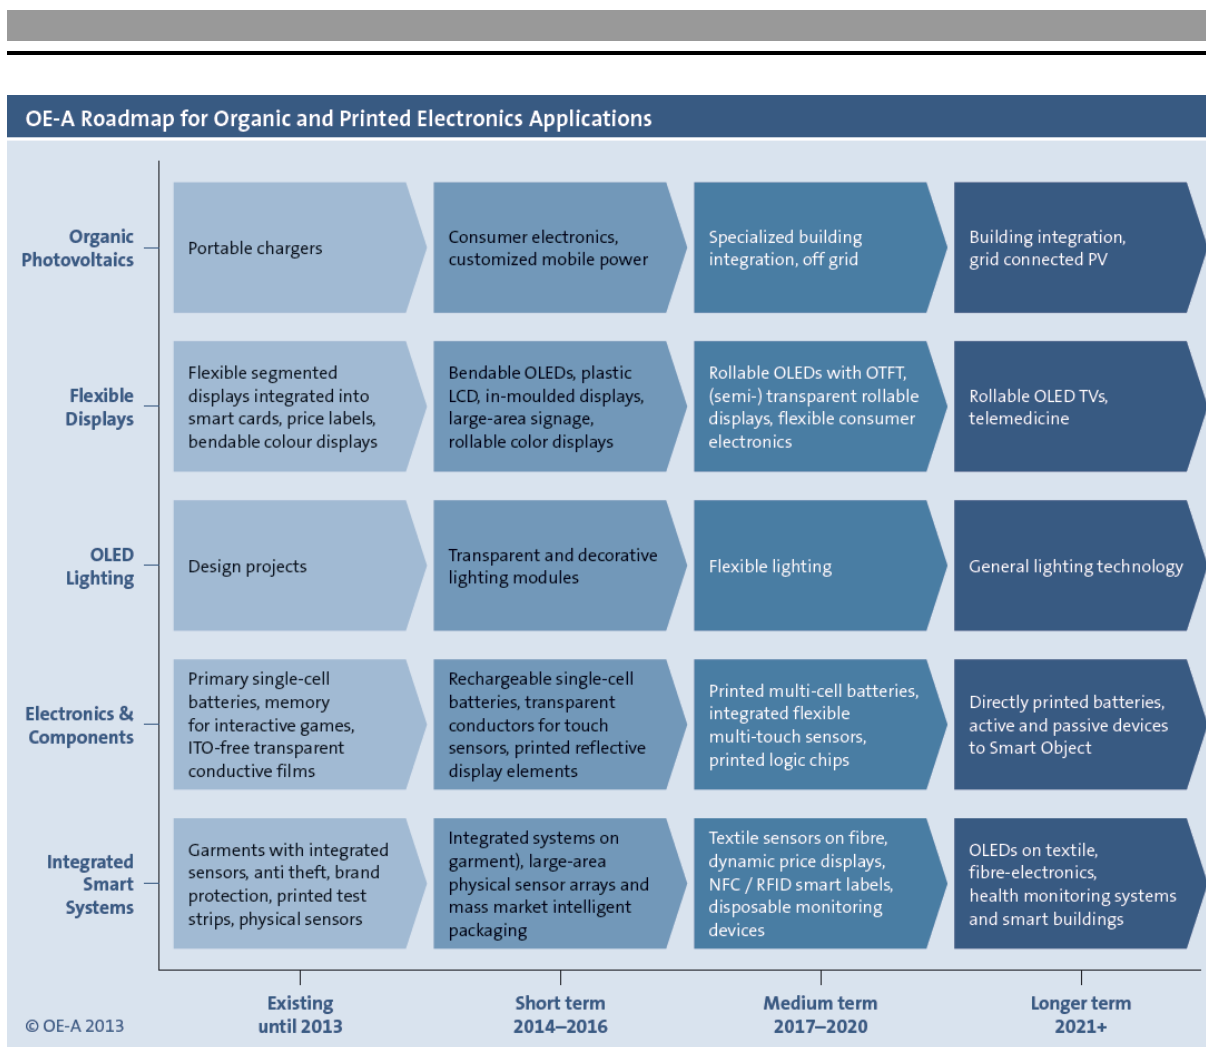 OE-A Roadmap for Organic and Printed Electronics Applications
Organic
Photovoltaics
Portable chargers
Consumer electronics,
customized mobile power
Specialized building
integration, off grid
Building integration,
grid connected PV
Flexible
Displays
Flexible segmented
displays integrated into
smart cards, price labels,
bendable colour displays
Bendable OLEDs, plastic
LCD, in-moulded displays,
large-area signage,
rollable color displays
Rollable OLEDs with OTFT,
(semi-) transparent rollable
displays, flexible consumer
electronics
Rollable OLED TVs,
telemedicine
OLED
Lighting
Design projects
Transparent and decorative
lighting modules
Flexible lighting
General lighting technology
Electronics &
Components
Primary single-cell
batteries, memory
for interactive games,
ITO-free transparent
conductive films
Rechargeable single-cell
batteries, transparent
conductors for touch
sensors, printed reflective
display elements
Printed multi-cell batteries,
integrated flexible
multi-touch sensors,
printed logic chips
Directly printed batteries,
active and passive devices
to Smart Object
Integrated
Smart
Systems
Garments with integrated
sensors, anti theft, brand
protection, printed test
strips, physical sensors
Integrated systems on
garment), large-area
physical sensor arrays and
mass market intelligent
packaging
Textile sensors on fibre,
dynamic price displays,
NFC / RFID smart labels,
disposable monitoring
devices
OLEDs on textile,
fibre-electronics,
health monitoring systems
and smart buildings
Existing
until 2013
Short term
2014–2016
Medium term
2017–2020
Longer term
2021+
© OE-A 2013